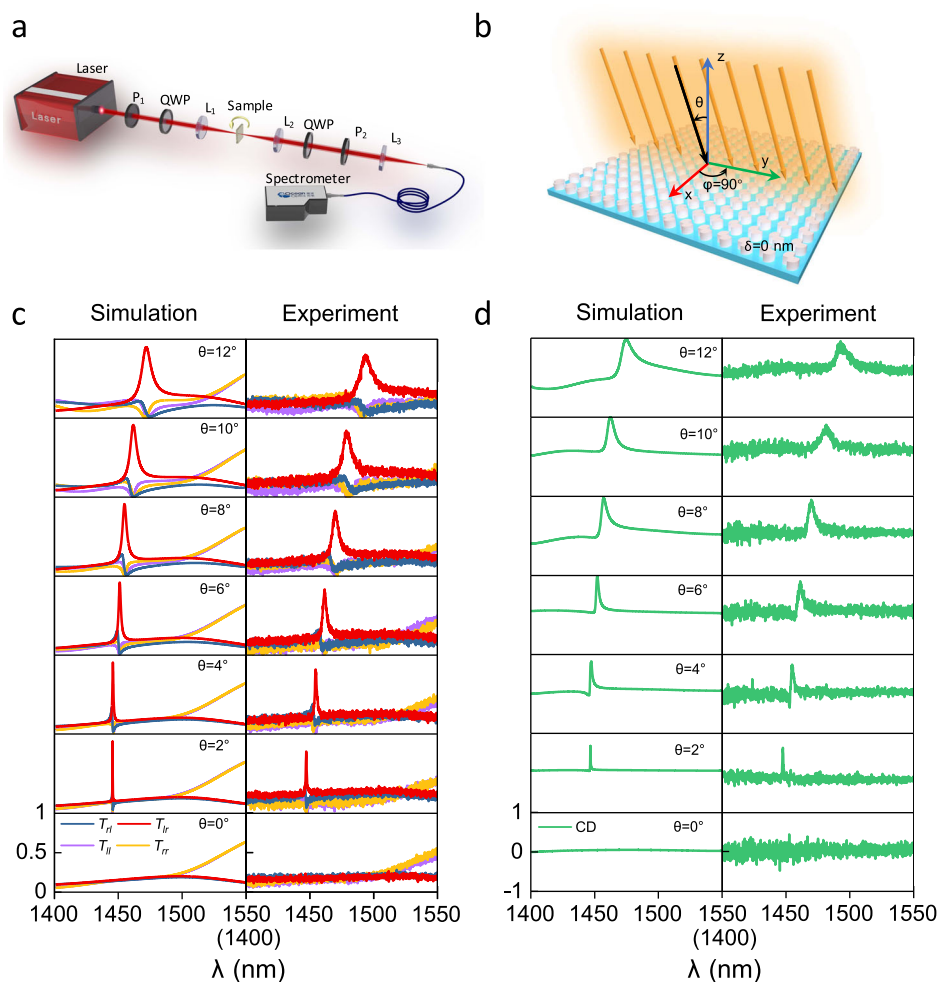 a
Laser
Laser
P1
QWP
L1
Sample
L2
QWP
P2
L3
Spectrometer
b
z
θ
y
x
φ=90°
δ=0 nm
c
Simulation
Experiment
θ=12°
θ=10°
θ=8°
θ=6°
θ=4°
θ=2°
θ=0°
1
0.5
0
Trl
Tlr
Tll
Trr
1400
1450
1500
1550
(1400)
1450
1500
1550
λ (nm)
d
Simulation
Experiment
θ=12°
θ=10°
θ=8°
θ=6°
θ=4°
θ=2°
θ=0°
1
0
-1
CD
1400
1450
1500
1550
(1400)
1450
1500
1550
λ (nm)